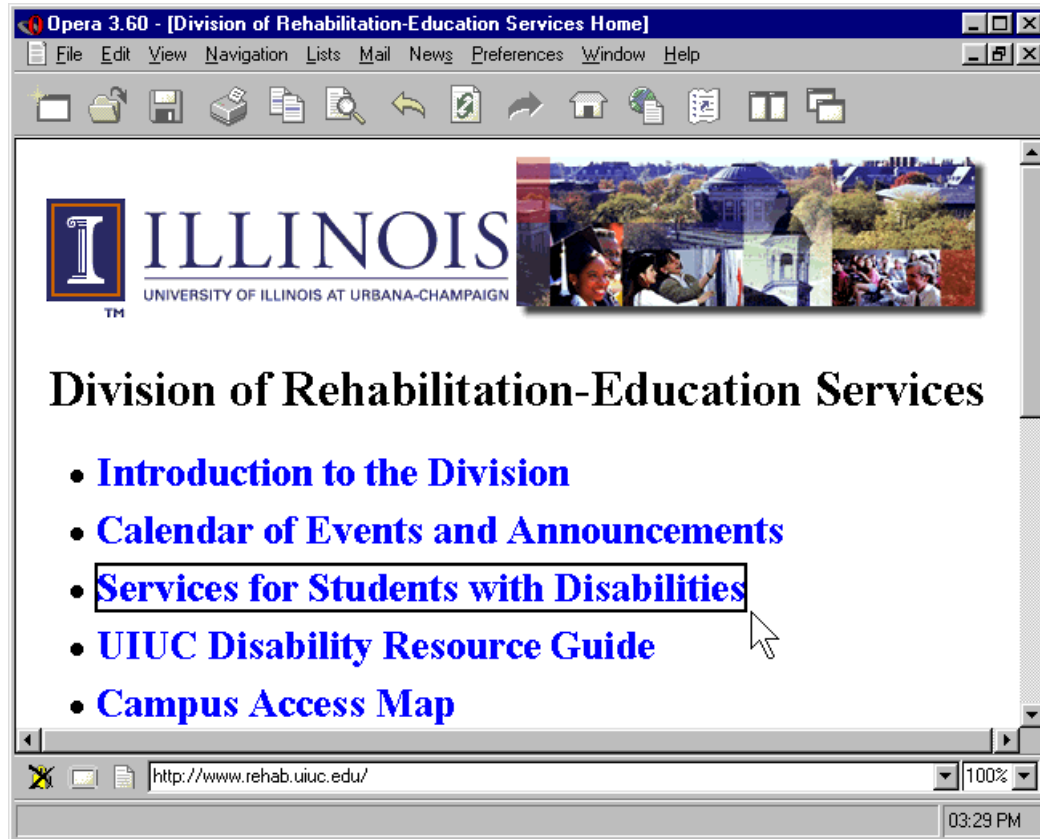 Opera 3.60 - [Division of Rehabilitation-Education Services Home]
File Edit View Navigation Lists Mail News Preferences Window Help
I ILLINOIS
UNIVERSITY OF ILLINOIS AT URBANA-CHAMPAIGN
TM
Division of Rehabilitation-Education Services
• Introduction to the Division
• Calendar of Events and Announcements
• Services for Students with Disabilities
• UIUC Disability Resource Guide
• Campus Access Map
http://www.rehab.uiuc.edu/ 100%
03:29 PM